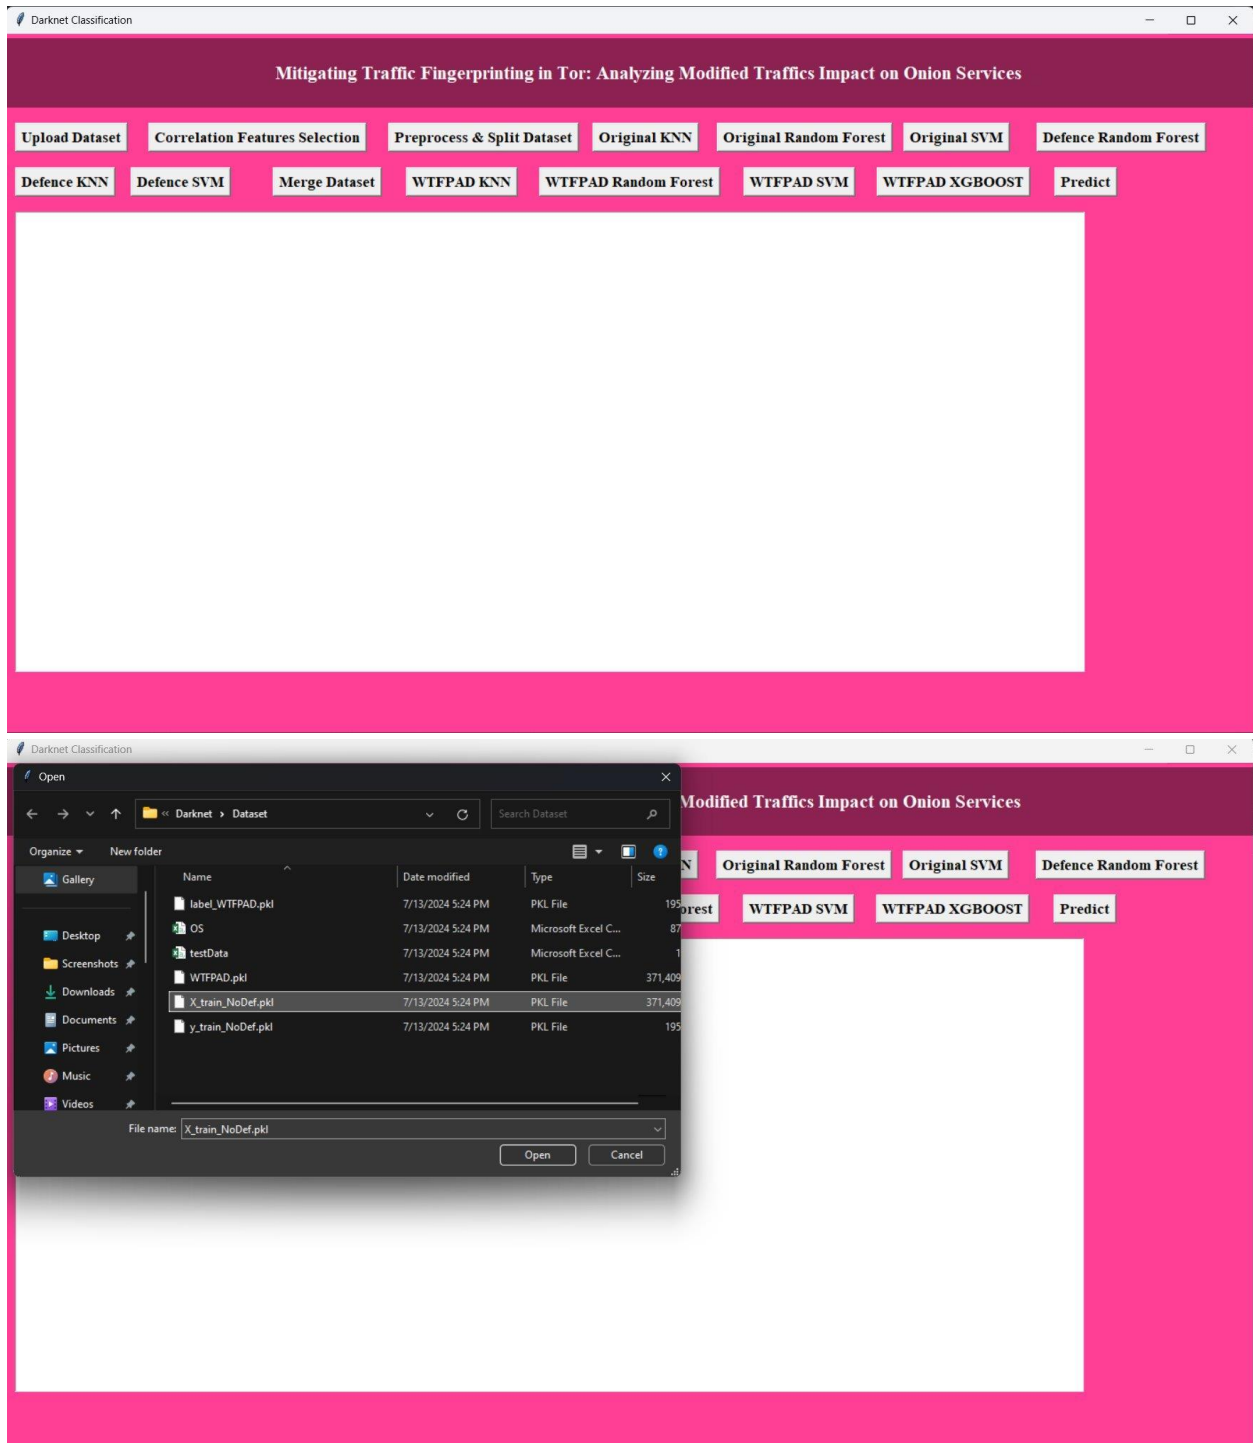 Darknet Classification
Mitigating Traffic Fingerprinting in Tor: Analyzing Modified Traffics Impact on Onion Services
Upload Dataset Correlation Features Selection Preprocess & Split Dataset Original KNN Original Random Forest Original SVM Defence Random Forest
Defence KNN Defence SVM Merge Dataset WTFPAD KNN WTFPAD Random Forest WTFPAD SVM WTFPAD XGBOOST Predict
Darknet Classification
Open
Modified Traffics Impact on Onion Services
« Darknet > Dataset Search Dataset
Organize New folder
N Original Random Forest Original SVM Defence Random Forest
Gallery Name Date modified Type Size
label_WTFPAD.pkl 7/13/2024 5:24 PM PKL File 195
orest WTFPAD SVM WTFPAD XGBOOST Predict
Desktop OS 7/13/2024 5:24 PM Microsoft Excel C... 87
Screenshots testData 7/13/2024 5:24 PM Microsoft Excel C... 1
Downloads WTFPAD.pkl 7/13/2024 5:24 PM PKL File 371,409
Documents X_train_NoDef.pkl 7/13/2024 5:24 PM PKL File 371,409
Pictures y_train_NoDef.pkl 7/13/2024 5:24 PM PKL File 195
Music
Videos
File name: X_train_NoDef.pkl
Open Cancel